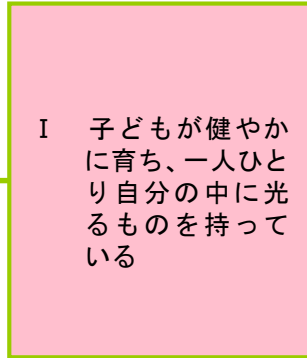 I 子どもが健やか
に育ち、一人ひと
り自分の中に光
るものを持って
いる